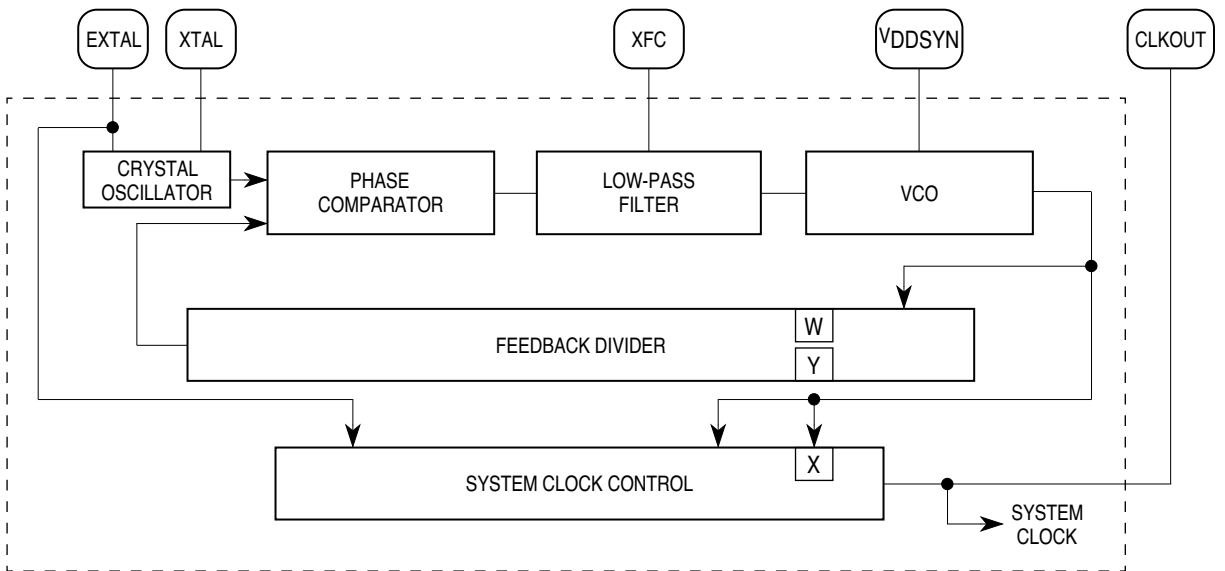 EXTAL
XTAL
XFC
VDDSYN
CLKOUT
CRYSTAL
OSCILLATOR
PHASE
COMPARATOR
LOW-PASS
FILTER
VCO
FEEDBACK DIVIDER
W
Y
SYSTEM CLOCK CONTROL
X
SYSTEM
CLOCK